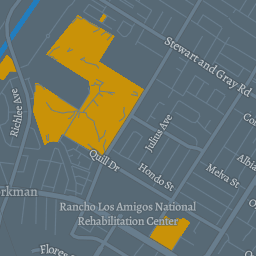 Stewart and Gray Rd
Richlee Ave
Julius Ave
Quill Dr
Hondo St
Melva St
Rancho Los Amigos National
Rehabilitation Center